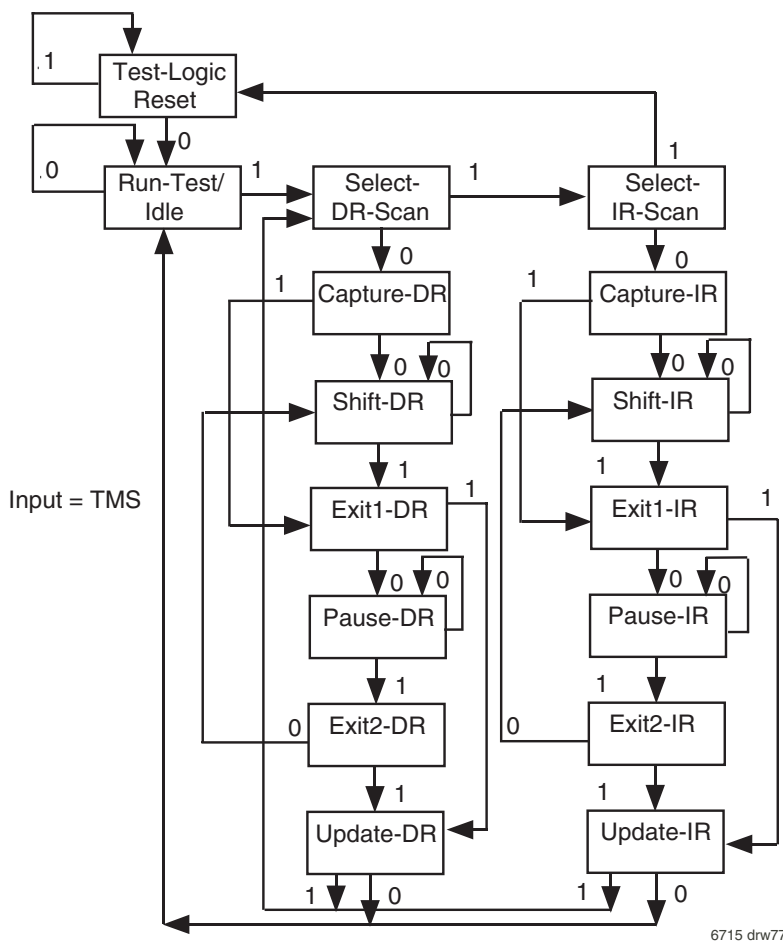 .1
Test-Logic
Reset
0
.0
Run-Test/
Idle
1
Select-
DR-Scan
1
Select-
IR-Scan
1
0
0
1
Capture-DR
1
Capture-IR
0
0
0
0
Shift-DR
Shift-IR
1
1
Input = TMS
Exit1-DR
1
Exit1-IR
1
0
0
0
0
Pause-DR
Pause-IR
1
1
0
Exit2-DR
0
Exit2-IR
1
1
Update-DR
Update-IR
1
0
1
0
6715 drw77